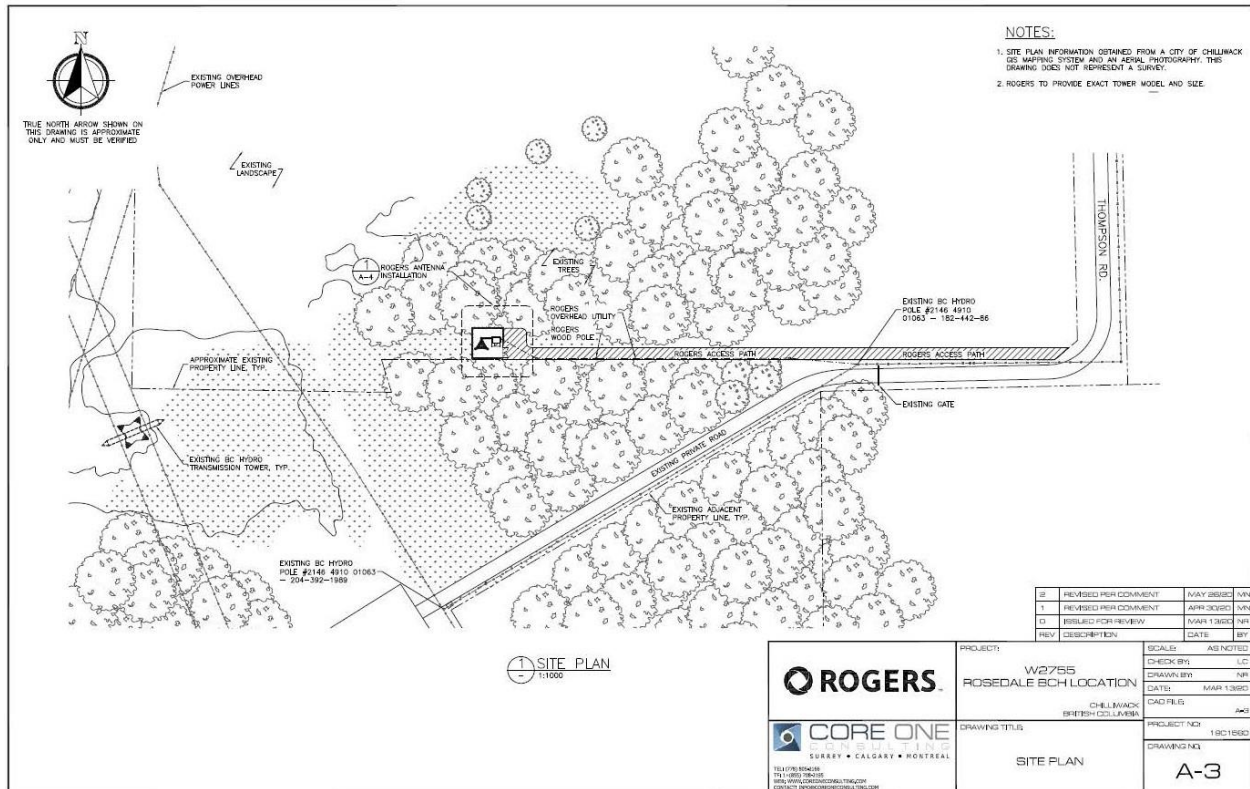 N
TRUE NORTH ARROW SHOWN ON
THIS DRAWING IS APPROXIMATE
ONLY AND MUST BE VERIFIED
EXISTING OVERHEAD
POWER LINES
EXISTING
LANDSCAPE
NOTES:
1. SITE PLAN INFORMATION OBTAINED FROM A CITY OF CHILLIWACK
GIS MAPPING SYSTEM AND AN AERIAL PHOTOGRAPHY. THIS
DRAWING DOES NOT REPRESENT A SURVEY.
2. ROGERS TO PROVIDE EXACT TOWER MODEL AND SIZE.
THOMPSON RD.
1
A-4
ROGERS ANTENNA
INSTALLATION
EXISTING
TREES
ROGERS
OVERHEAD UTILITY
ROGERS
WOOD POLE
EXISTING BC HYDRO
POLE #2146 4910
01063 - 182-442-86
ROGERS ACCESS PATH
ROGERS ACCESS PATH
APPROXIMATE EXISTING
PROPERTY LINE, TYP.
EXISTING GATE
EXISTING BC HYDRO
TRANSMISSION TOWER, TYP.
EXISTING PRIVATE ROAD
EXISTING ADJACENT
PROPERTY LINE, TYP.
EXISTING BC HYDRO
POLE #2146 4910 01063
- 204-392-1989
1
SITE PLAN
-
1:1000
2 REVISED PER COMMENT MAY 26/20 MN
1 REVISED PER COMMENT APR 30/20 MN
0 ISSUED FOR REVIEW MAR 13/20 NR
REV DESCRIPTION DATE BY
ROGERS™
CORE ONE
CONSULTING
SURREY • CALGARY • MONTREAL
PROJECT:
W2755
ROSEDALE BCH LOCATION
CHILLIWACK
BRITISH COLUMBIA
DRAWING TITLE:
SITE PLAN
SCALE: AS NOTED
CHECK BY: LC
DRAWN BY: NR
DATE: MAR 13/20
CAD FILE:
A-3
PROJECT NO:
DRAWING NO:
A-3